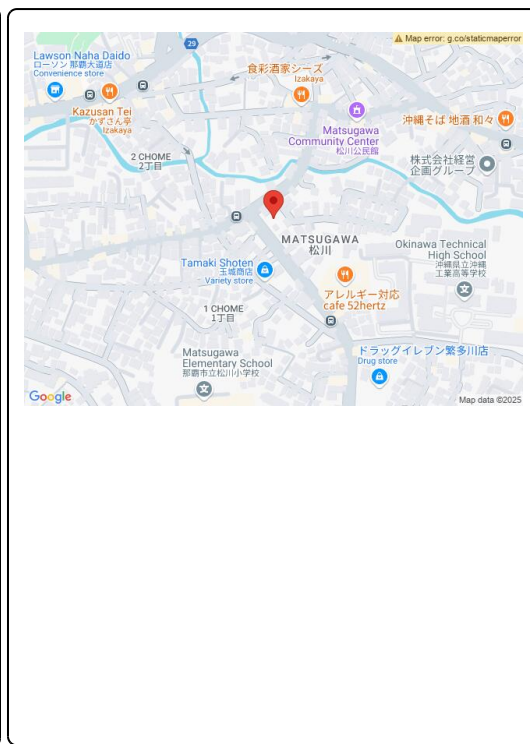 Map error: g.co/staticmaperror
29
Lawson Naha Daido
ローソン 那覇大道店
Convenience store
食彩酒家シーズ
Izakaya
Kazusan Tei
かずさん亭
Izakaya
Matsugawa
Community Center
松川公民館
沖縄そば 地酒 和々
2 CHOME
2丁目
株式会社経営
企画グループ
MATSUGAWA
松川
Okinawa Technical
High School
沖縄県立沖縄
工業高等学校
Tamaki Shoten
玉城商店
Variety store
アレルギー対応
cafe 52hertz
1 CHOME
1丁目
Matsugawa
Elementary School
那覇市立松川小学校
ドラッグイレブン繁多川店
Drug store
Google
Map data ©2025